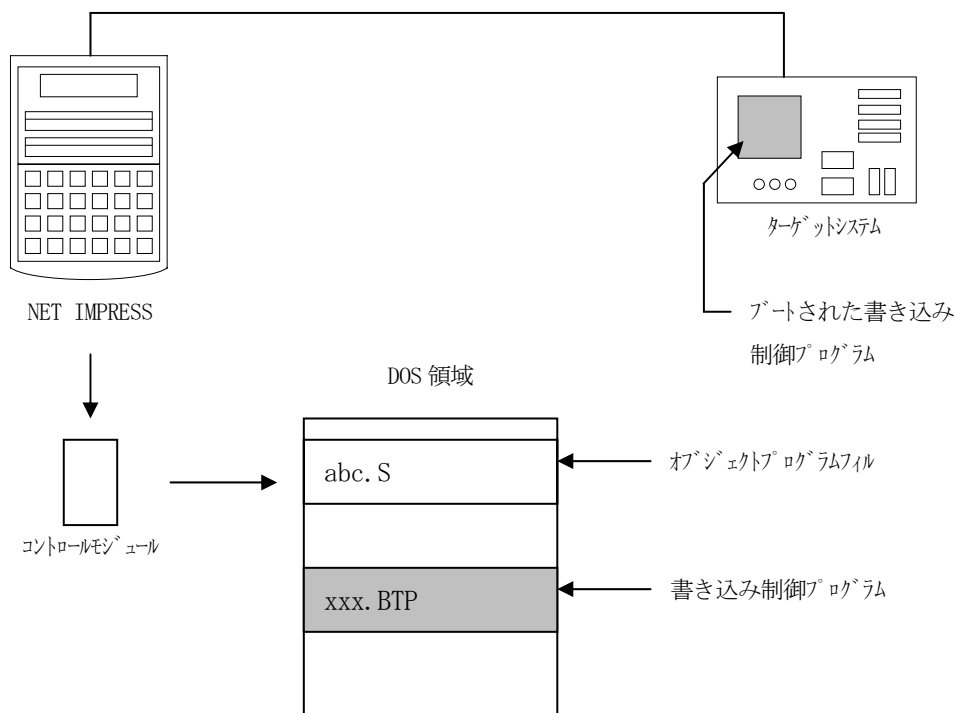 ﾀｰｹﾞｯﾄｼｽﾃﾑ
NET IMPRESS
ﾌﾞｰﾄされた書き込み
制御ﾌﾟﾛｸﾞﾗﾑ
DOS 領域
abc.S
ｵﾌﾞｼﾞｪｸﾄﾌﾟﾛｸﾞﾗﾑﾌｨﾙ
ｺﾝﾄﾛｰﾙﾓｼﾞｭｰﾙ
xxx.BTP
書き込み制御ﾌﾟﾛｸﾞﾗﾑ